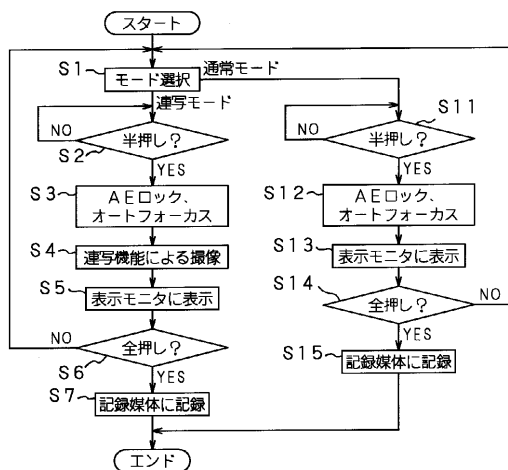 スタート
S1
モード選択
通常モード
連写モード
NO
半押し?
S2
YES
S3
AEロック、
オートフォーカス
S4
連写機能による撮像
S5
表示モニタに表示
NO
全押し?
S6
YES
S7
記録媒体に記録
S11
NO
半押し?
YES
S12
AEロック、
オートフォーカス
S13
表示モニタに表示
S14
全押し?
NO
YES
S15
記録媒体に記録
エンド